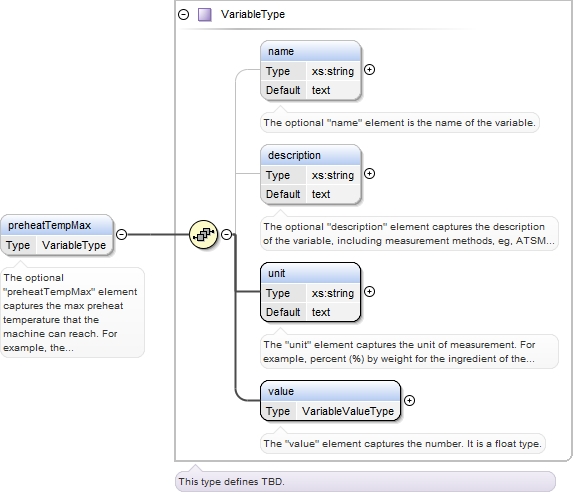 VariableType
name
Type xs:string
Default text
The optional "name" element is the name of the variable.
description
Type xs:string
Default text
The optional "description" element captures the description
of the variable, including measurement methods, eg, ATSM...
preheatTempMax
Type VariableType
The optional
"preheatTempMax" element
captures the max preheat
temperature that the
machine can reach. For
example, the...
unit
Type xs:string
Default text
The "unit" element captures the unit of measurement. For
example, percent (%) by weight for the ingredient of the...
value
Type VariableValueType
The "value" element captures the number. It is a float type.
This type defines TBD.